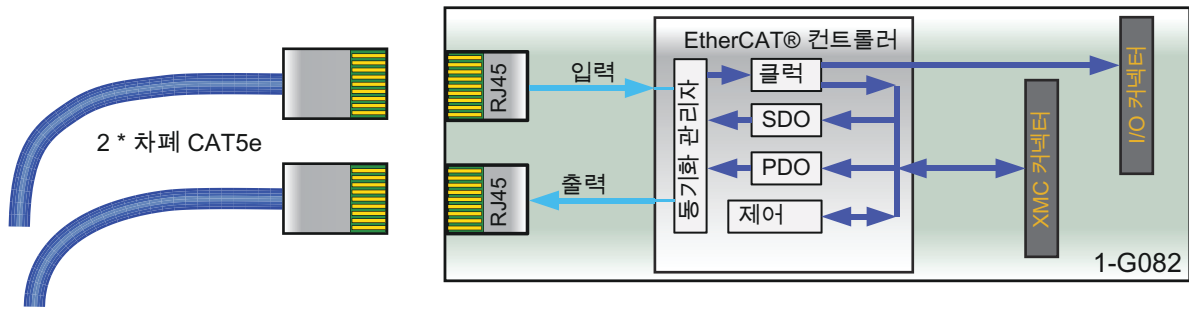 2 * 차폐 CAT5e
RJ45
RJ45
입력
출력
EtherCAT® 컨트롤러
동기화 관리자
클럭
SDO
PDO
제어
XMC 커넥터
I/O 커넥터
1-G082